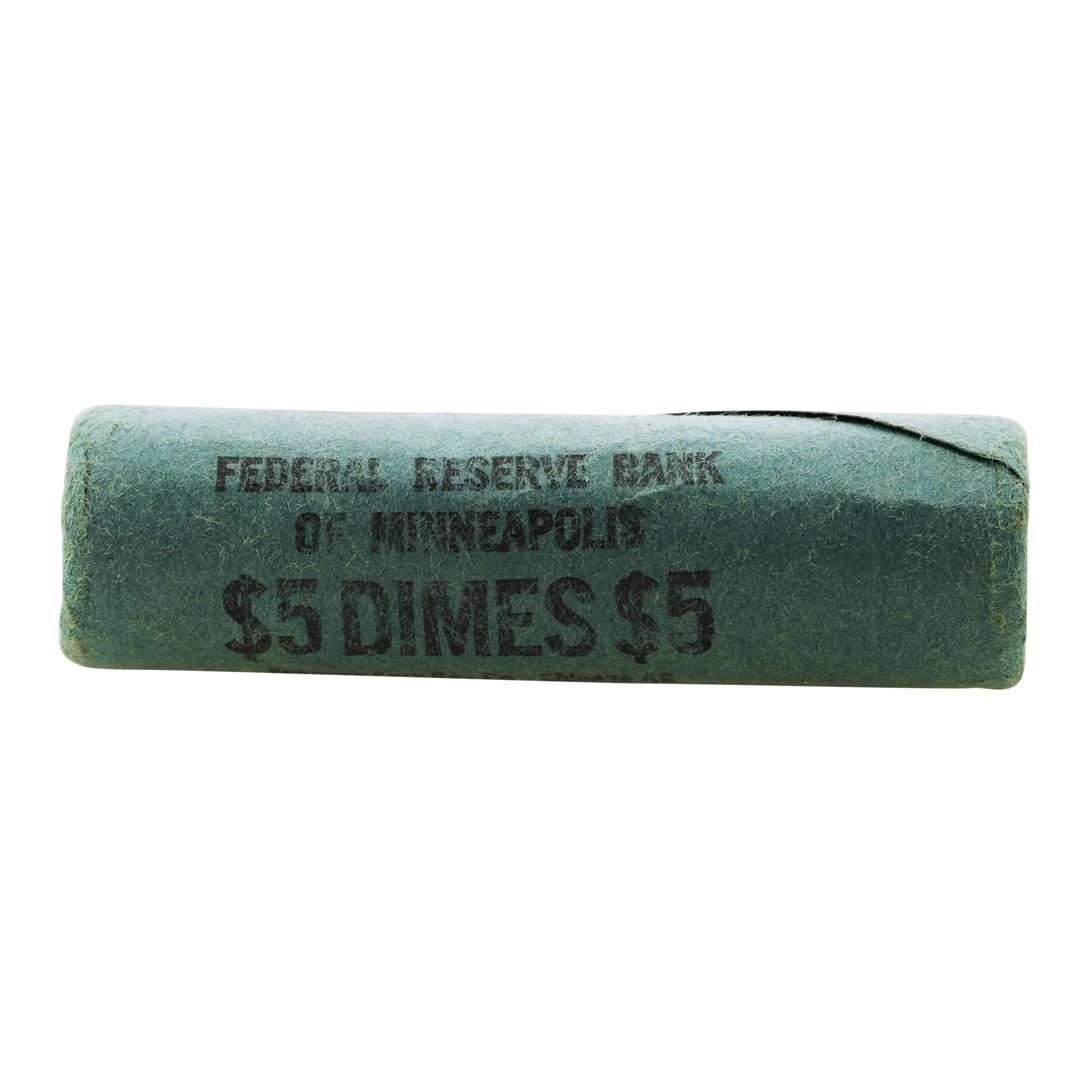 FEDERAL RESERVE BANK
OF MINNEAPOLIS
$5 DIMES $5